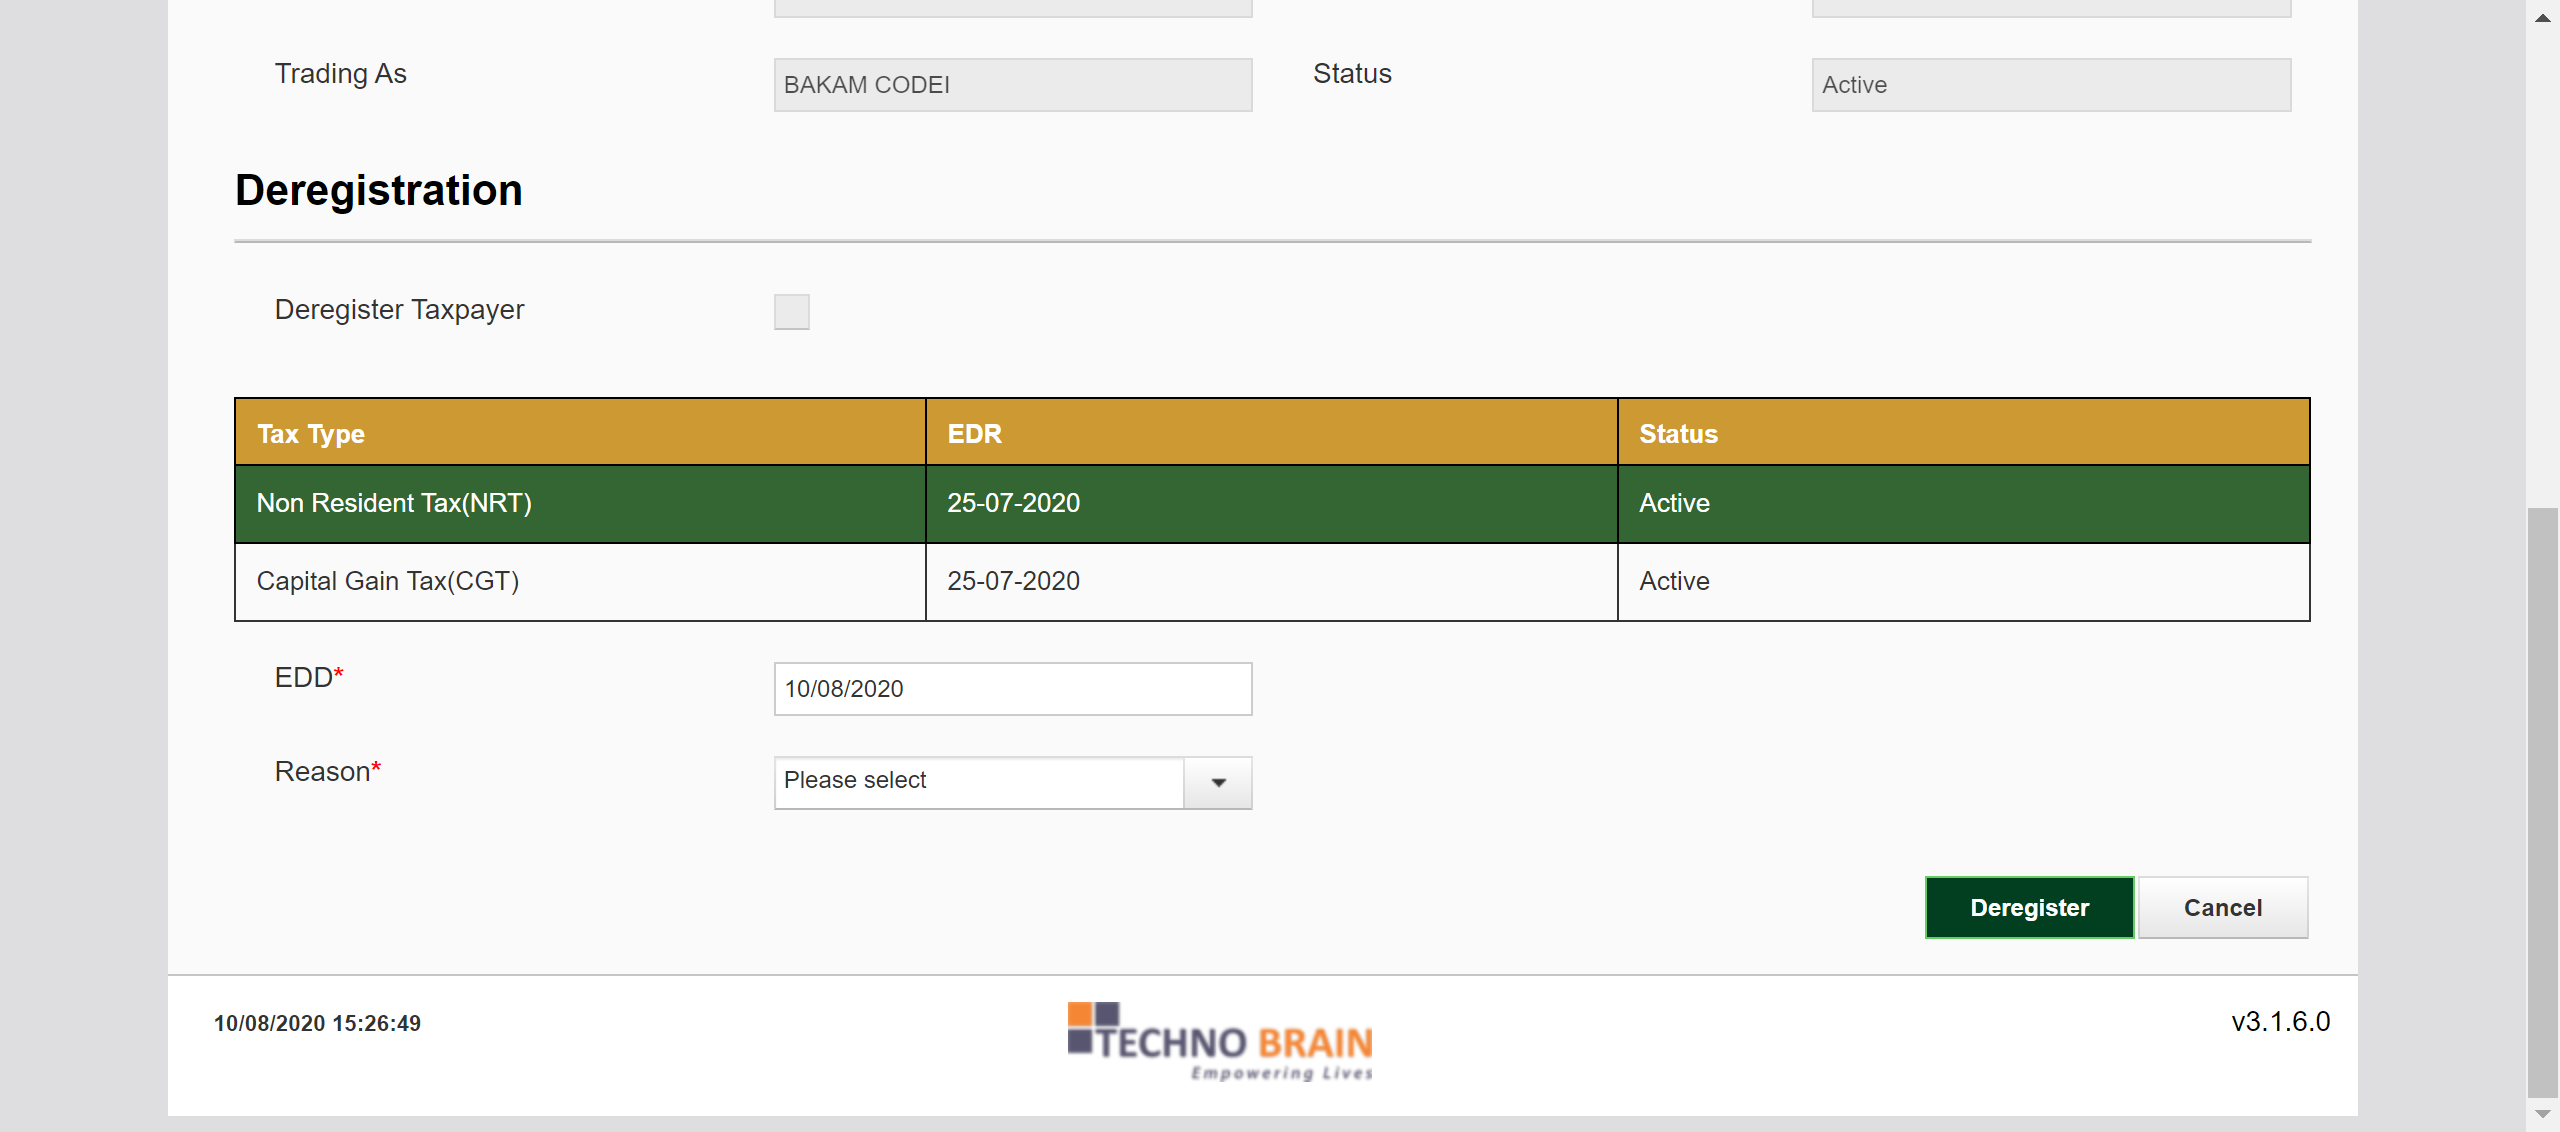 Trading As
BAKAM CODEI
Status
Active
Deregistration
Deregister Taxpayer
Tax Type EDR Status
Non Resident Tax(NRT) 25-07-2020 Active
Capital Gain Tax(CGT) 25-07-2020 Active
EDD*
10/08/2020
Reason*
Please select
Deregister
Cancel
10/08/2020 15:26:49
TECHNO BRAIN
Empowering Lives
v3.1.6.0